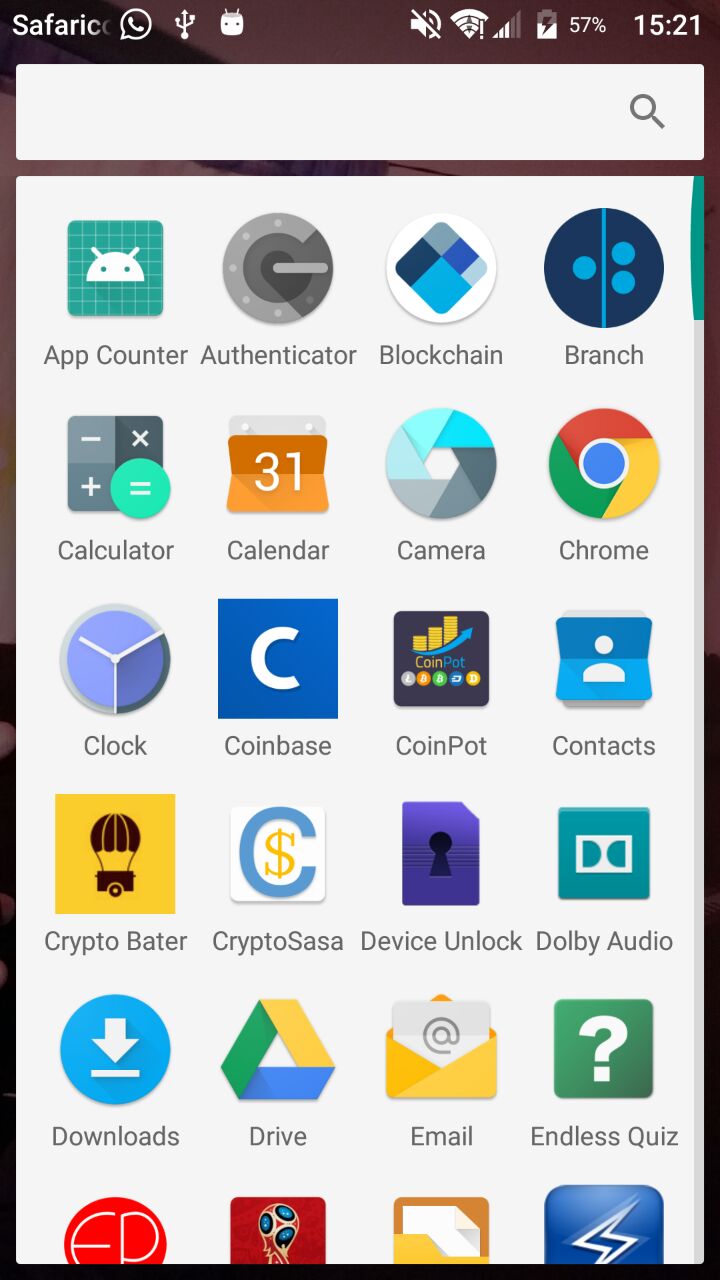 Safaric 57% 15:21
App Counter Authenticator Blockchain Branch
31
Calculator Calendar Camera Chrome
C
CoinPot
Clock Coinbase CoinPot Contacts
C$
Crypto Bater CryptoSasa Device Unlock Dolby Audio
@ ?
Downloads Drive Email Endless Quiz
EP